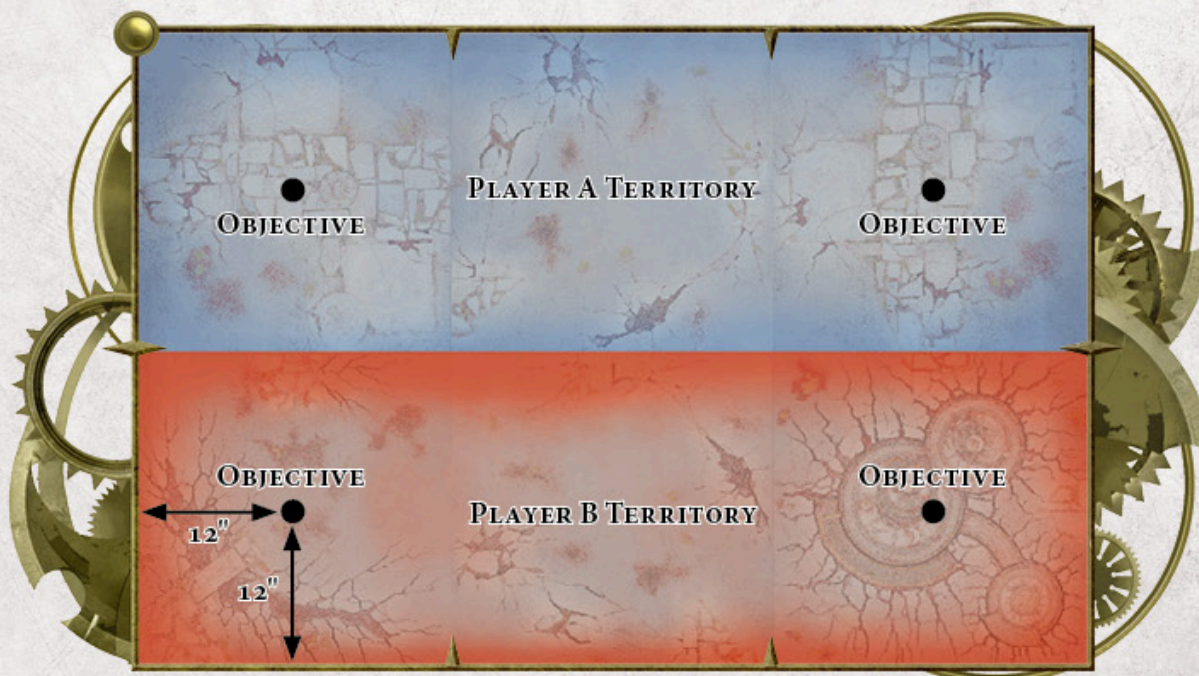 Player A Territory
Objective
Objective
Objective
Objective
12"
Player B Territory
12"